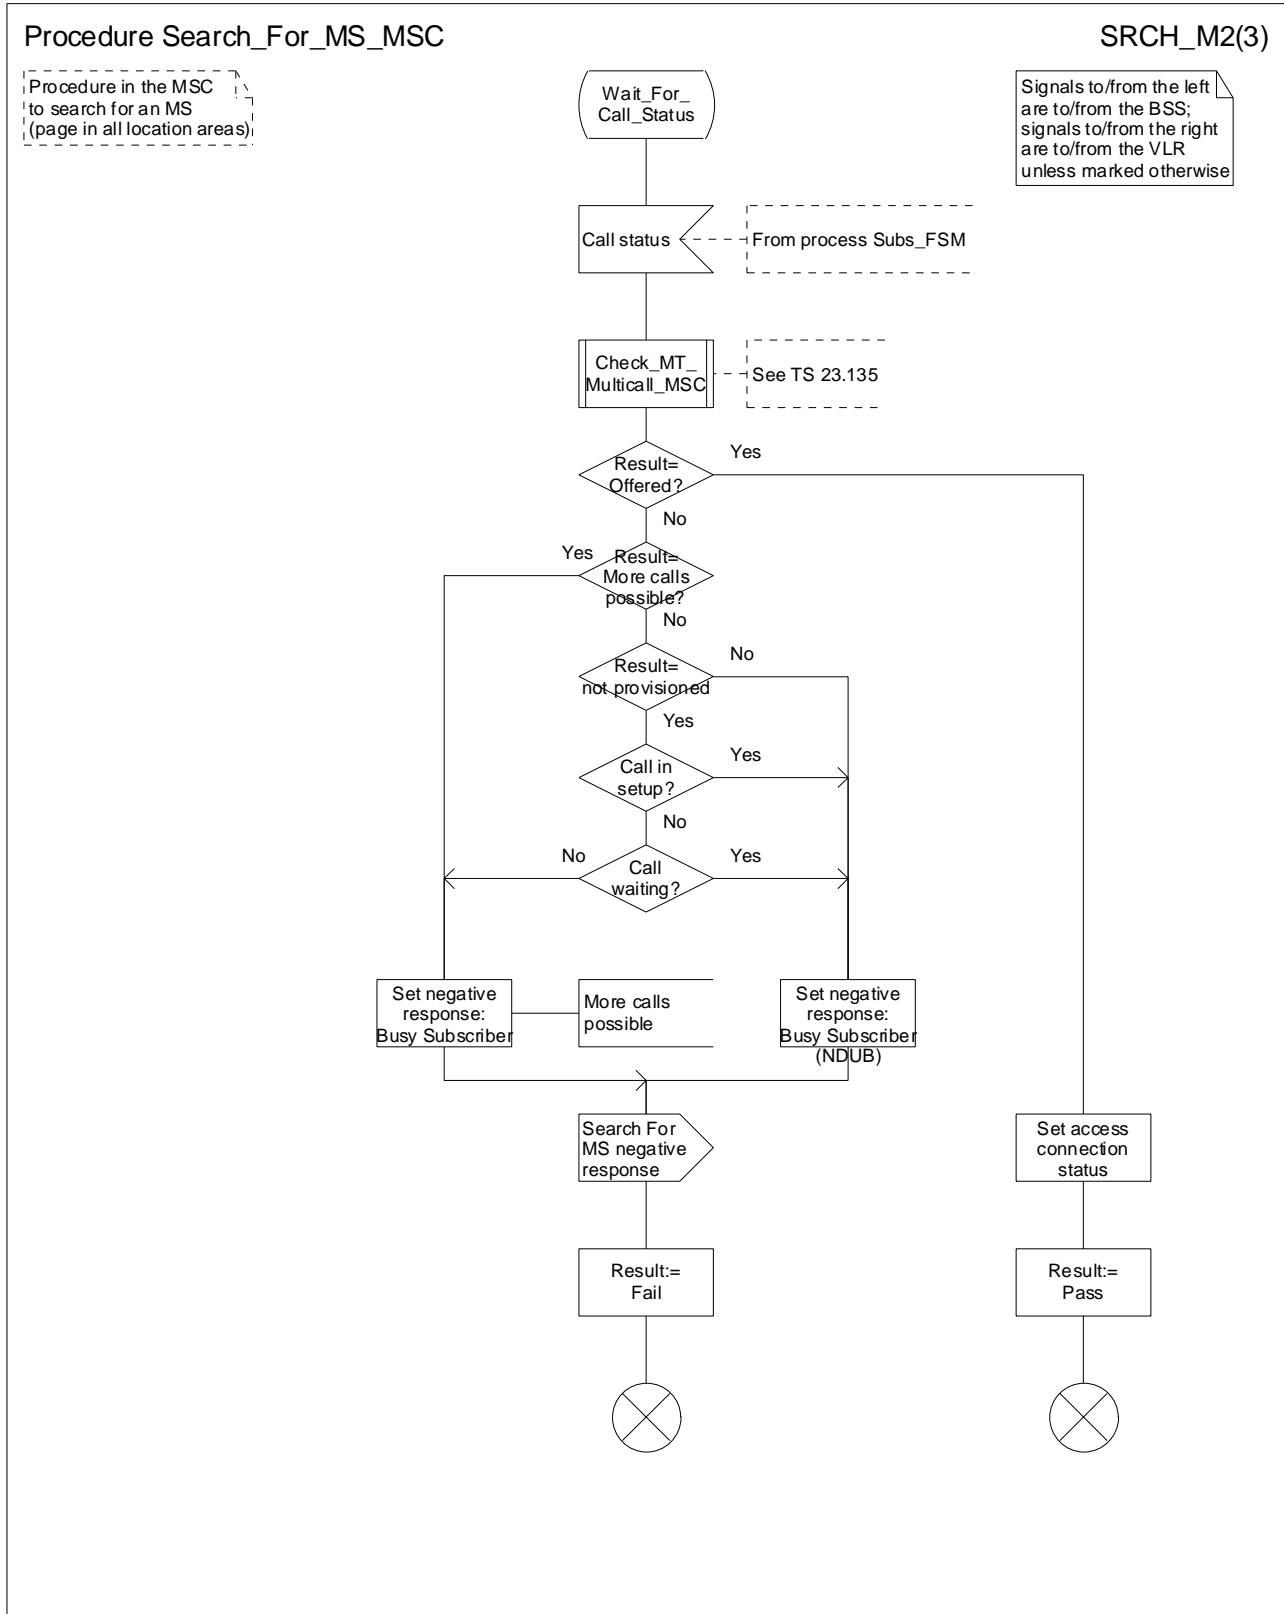 Procedure Search_For_MS_MSC
SRCH_M2(3)
Procedure in the MSC
to search for an MS
(page in all location areas)
Wait_For_
Call_Status
Signals to/from the left
are to/from the BSS;
signals to/from the right
are to/from the VLR
unless marked otherwise
Call status
From process Subs_FSM
Check_MT_
Multicall_MSC
See TS 23.135
Result=
Offered?
Yes
No
Yes
Result=
More calls
possible?
No
Result=
not provisioned
No
Yes
Call in
setup?
Yes
No
No
Call
waiting?
Yes
Set negative
response:
Busy Subscriber
More calls
possible
Set negative
response:
Busy Subscriber
(NDUB)
Search For
MS negative
response
Set access
connection
status
Result:=
Fail
Result:=
Pass